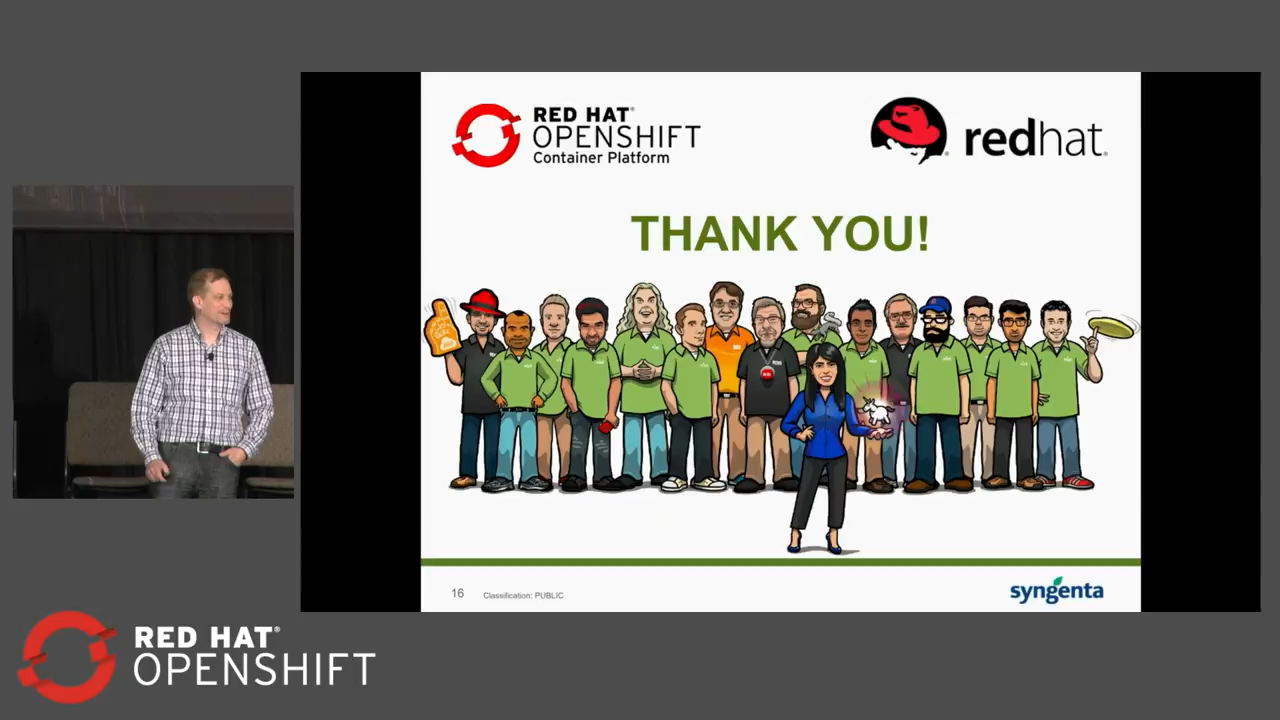 RED HAT®
OPENSHIFT
Container Platform
redhat.
THANK YOU!
16
Classification: PUBLIC
syngenta
RED HAT®
OPENSHIFT